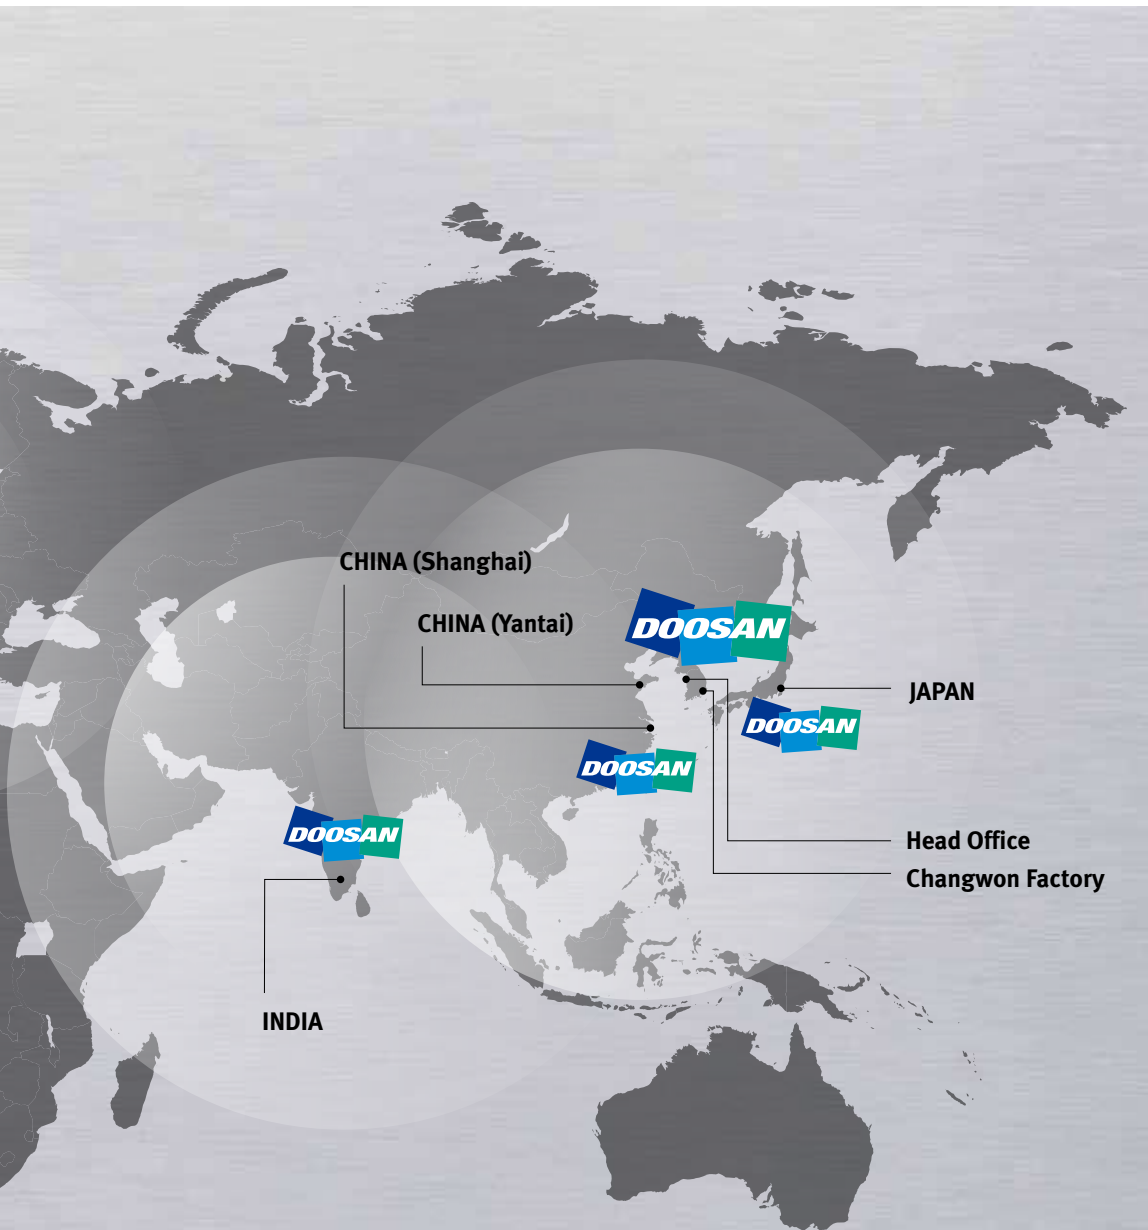 CHINA (Shanghai)
CHINA (Yantai)
DOOSAN
JAPAN
DOOSAN
DOOSAN
DOOSAN
Head Office
Changwon Factory
INDIA